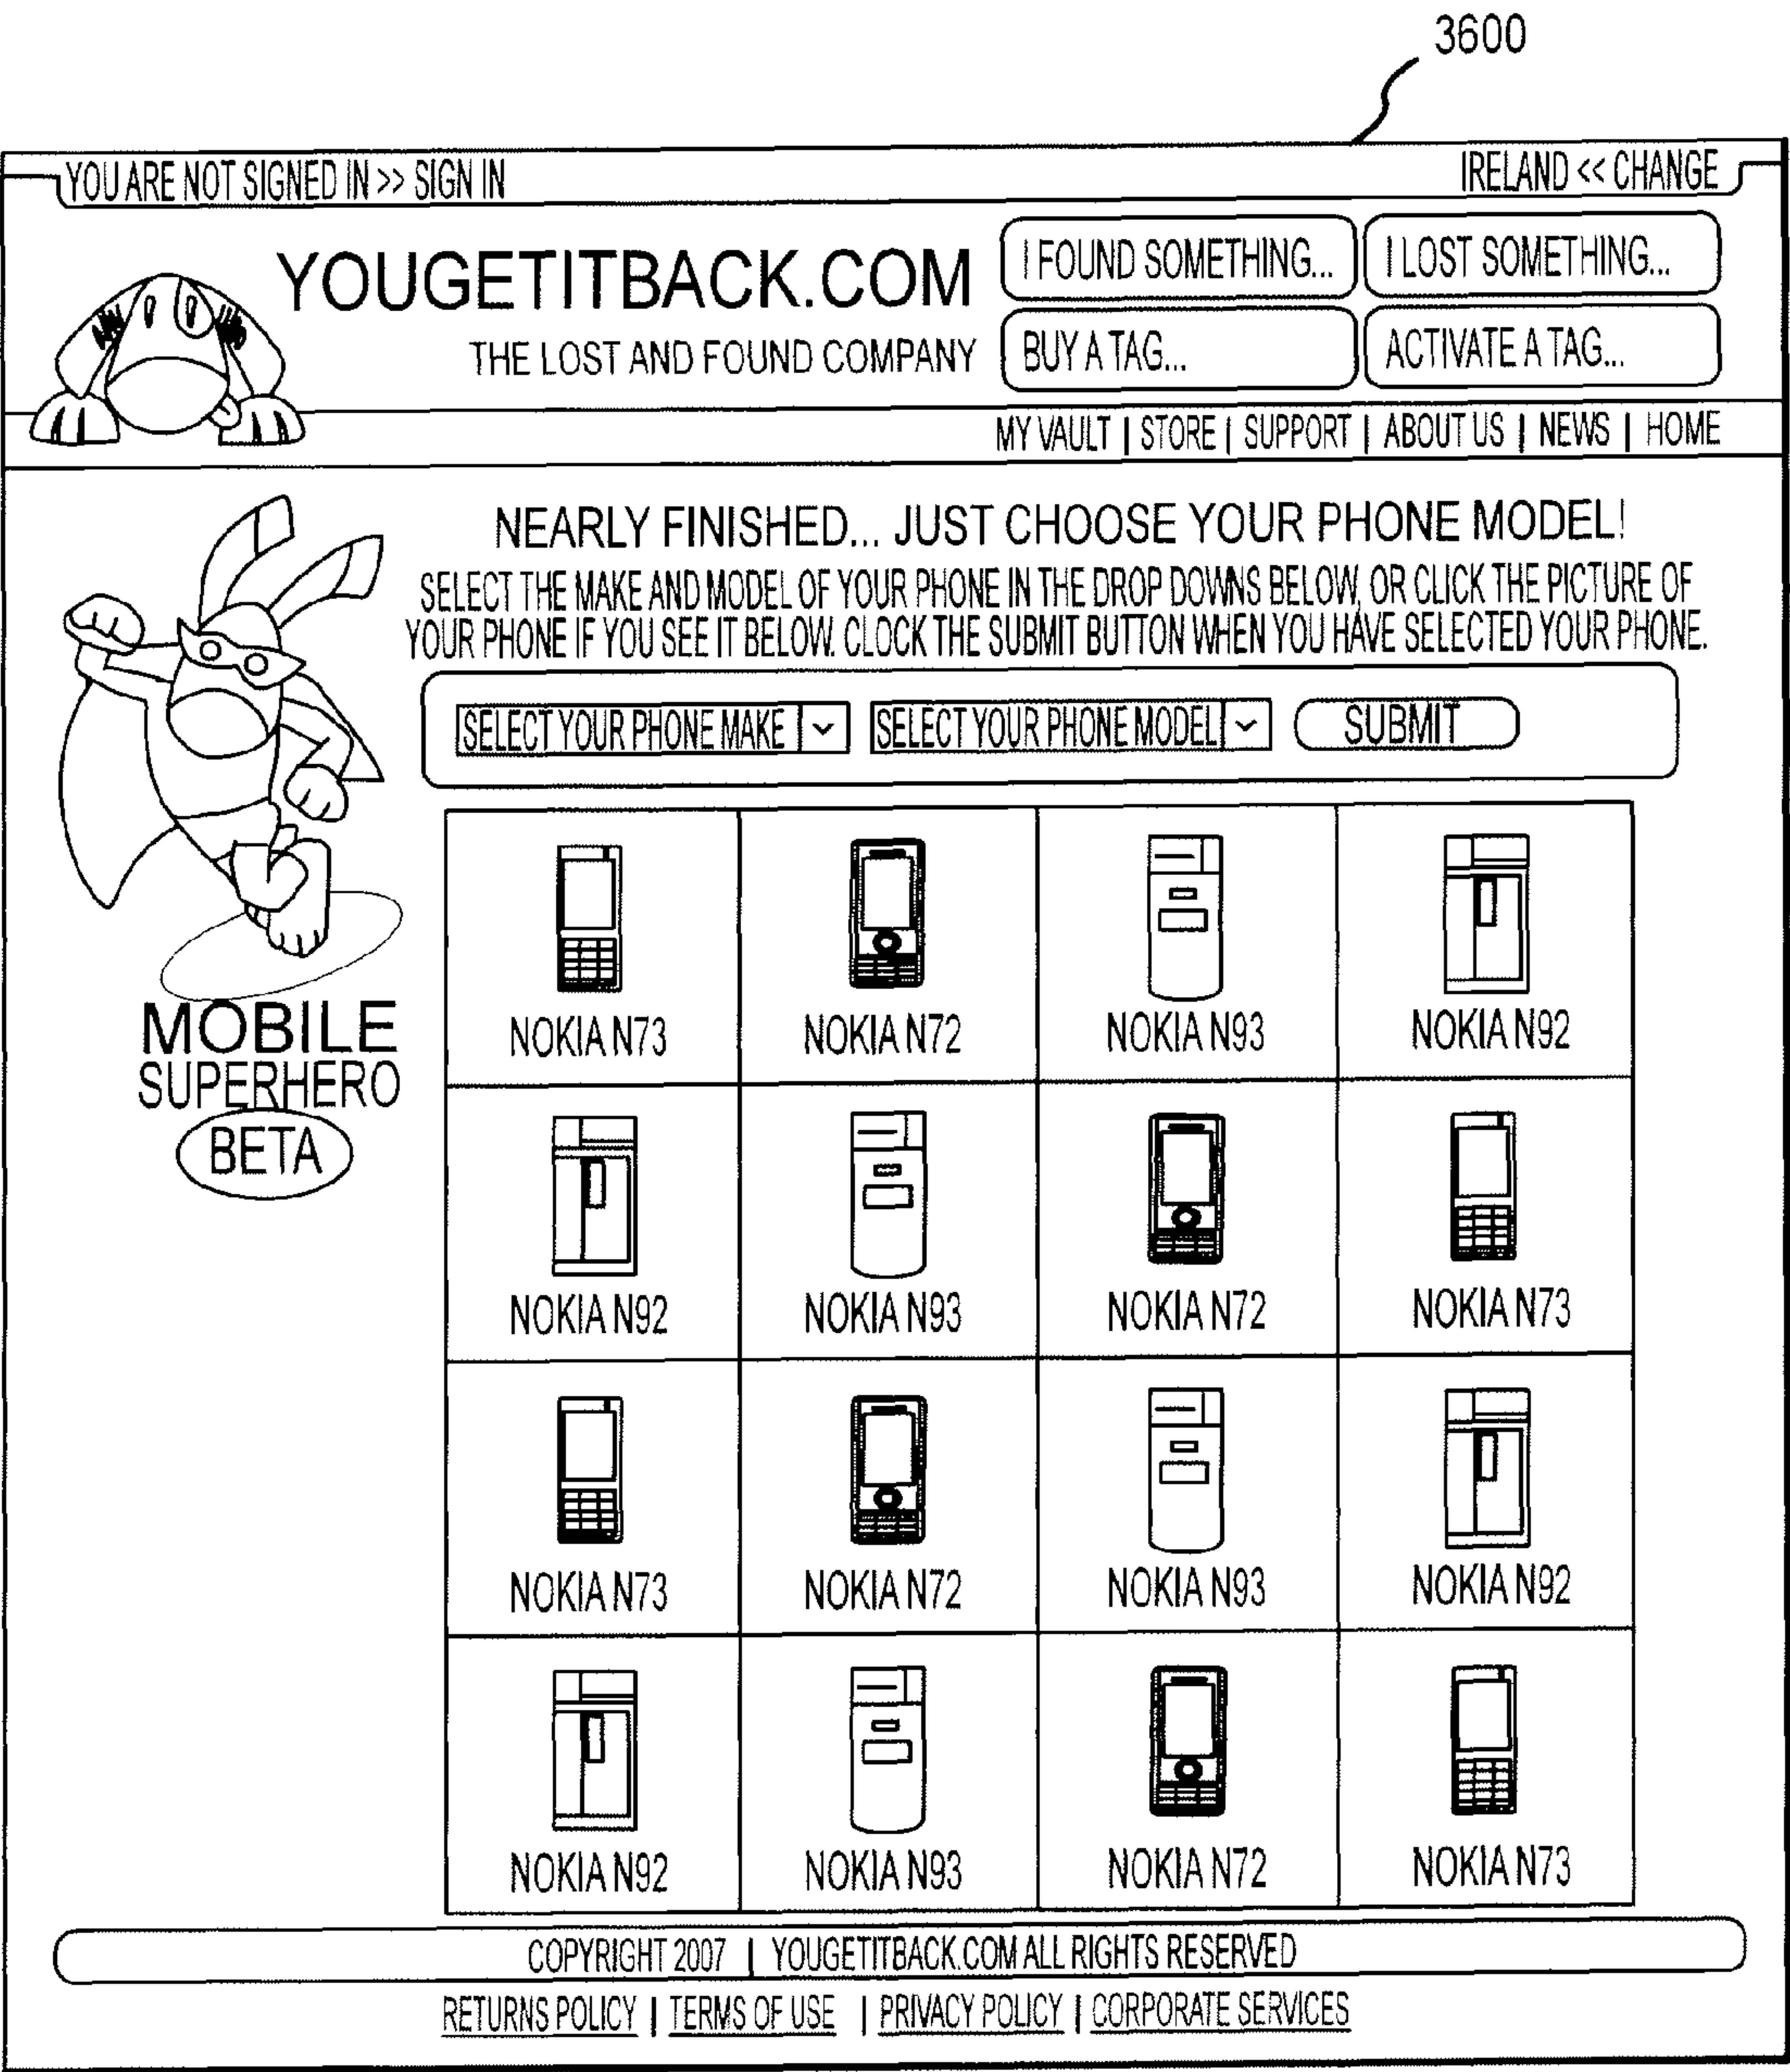 3600
YOU ARE NOT SIGNED IN >> SIGN IN
IRELAND << CHANGE
YOUGETITBACK.COM
THE LOST AND FOUND COMPANY
I FOUND SOMETHING...
I LOST SOMETHING...
BUY A TAG...
ACTIVATE A TAG...
MY VAULT | STORE | SUPPORT | ABOUT US | NEWS | HOME
NEARLY FINISHED... JUST CHOOSE YOUR PHONE MODEL!
SELECT THE MAKE AND MODEL OF YOUR PHONE IN THE DROP DOWNS BELOW, OR CLICK THE PICTURE OF
YOUR PHONE IF YOU SEE IT BELOW. CLOCK THE SUBMIT BUTTON WHEN YOU HAVE SELECTED YOUR PHONE.
SELECT YOUR PHONE MAKE
SELECT YOUR PHONE MODEL
SUBMIT
MOBILE
SUPERHERO
BETA
NOKIA N73
NOKIA N72
NOKIA N93
NOKIA N92
NOKIA N92
NOKIA N93
NOKIA N72
NOKIA N73
NOKIA N73
NOKIA N72
NOKIA N93
NOKIA N92
NOKIA N92
NOKIA N93
NOKIA N72
NOKIA N73
COPYRIGHT 2007 | YOUGETITBACK.COM ALL RIGHTS RESERVED
RETURNS POLICY | TERMS OF USE | PRIVACY POLICY | CORPORATE SERVICES